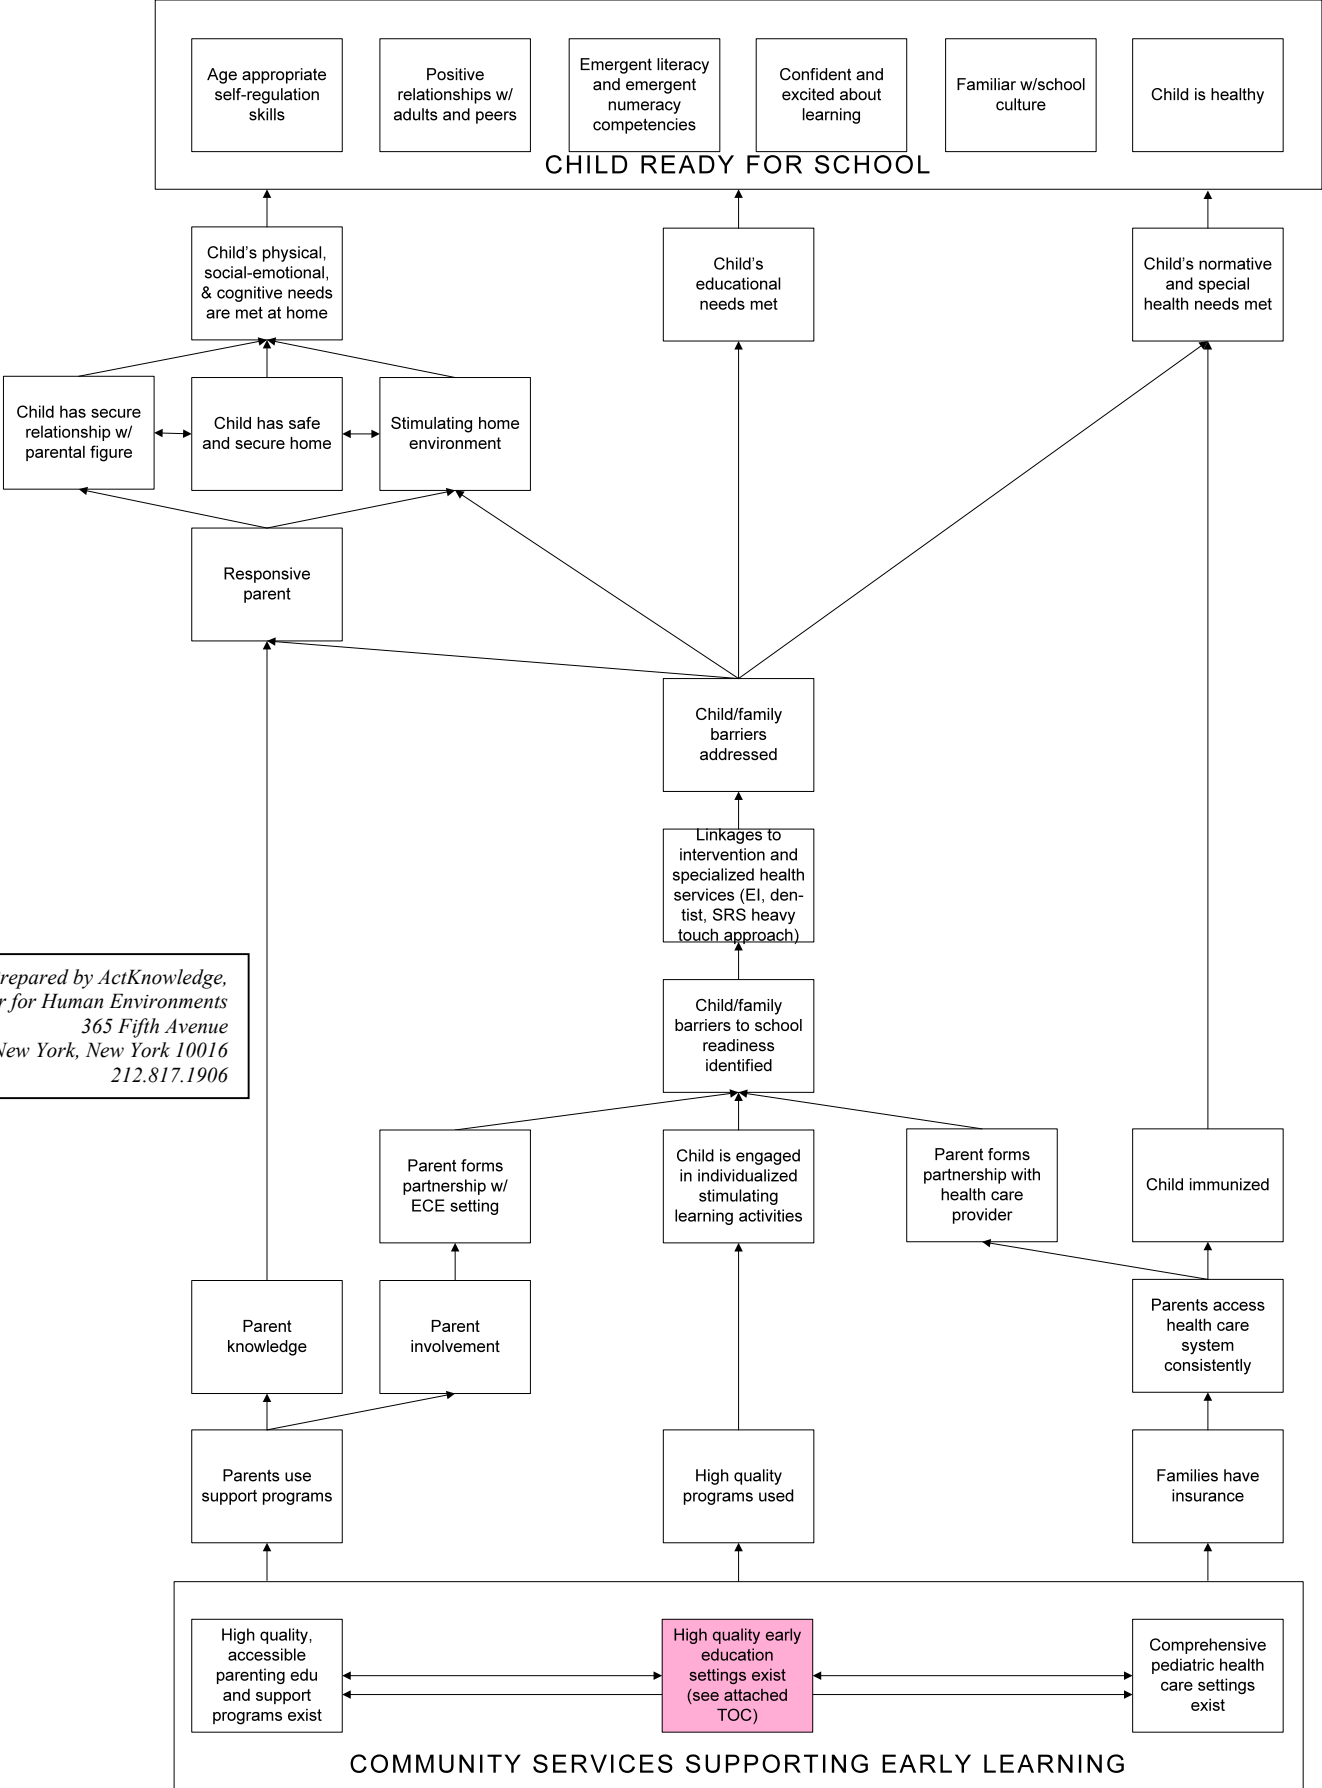 Age appropriate
self-regulation
skills
Positive
relationships w/
adults and peers
Emergent literacy
and emergent
numeracy
competencies
Confident and
excited about
learning
Familiar w/school
culture
Child is healthy
CHILD READY FOR SCHOOL
Child’s physical,
social-emotional,
& cognitive needs
are met at home
Child’s
educational
needs met
Child’s normative
and special
health needs met
Child has secure
relationship w/
parental figure
Child has safe
and secure home
Stimulating home
environment
Responsive
parent
Child/family
barriers
addressed
Linkages to
intervention and
specialized health
services (EI, den-
tist, SRS heavy
touch approach)
repared by ActKnowledge,
r for Human Environments
365 Fifth Avenue
New York, New York 10016
212.817.1906
Child/family
barriers to school
readiness
identified
Parent forms
partnership w/
ECE setting
Child is engaged
in individualized
stimulating
learning activities
Parent forms
partnership with
health care
provider
Child immunized
Parent
knowledge
Parent
involvement
Parents access
health care
system
consistently
Parents use
support programs
High quality
programs used
Families have
insurance
High quality,
accessible
parenting edu
and support
programs exist
High quality early
education
settings exist
(see attached
TOC)
Comprehensive
pediatric health
care settings
exist
COMMUNITY SERVICES SUPPORTING EARLY LEARNING